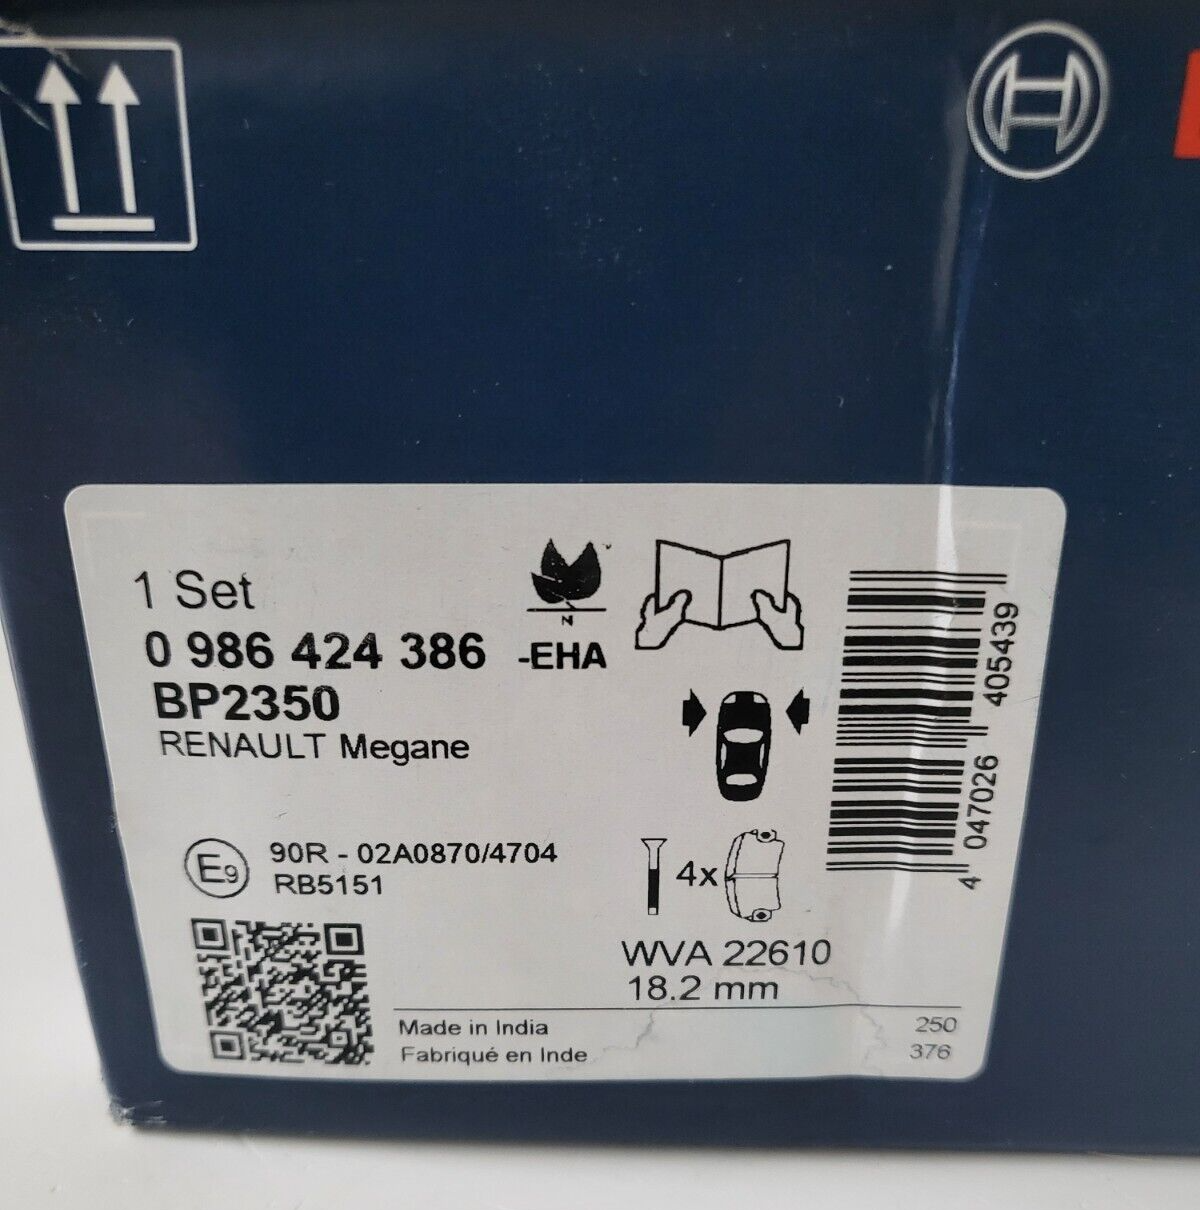 1 Set
0 986 424 386 -EHA
BP2350
RENAULT Megane
N
E9
90R - 02A0870/4704
RB5151
4x
WVA 22610
18.2 mm
Made in India
Fabriqué en Inde
250
376
4 047026 405439